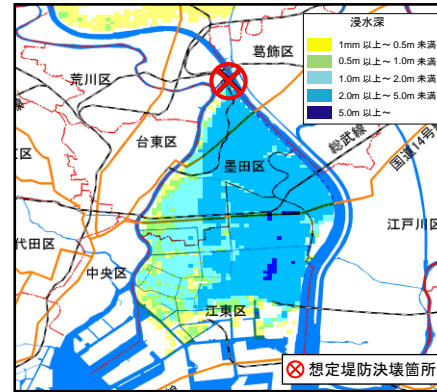 浸水深
1mm 以上～ 0.5m 未満
0.5m 以上～ 1.0m 未満
1.0m 以上～ 2.0m 未満
2.0m 以上～ 5.0m 未満
5.0m 以上～
葛飾区
荒川区
台東区
墨田区
総武線
国道14号
江戸川区
代田区
中央区
江東区
想定堤防決壊箇所